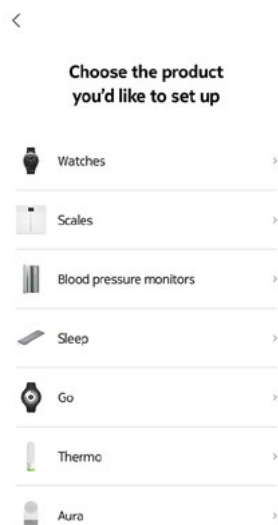 Choose the product
you'd like to set up
Watches
Scales
Blood pressure monitors
Sleep
Go
Thermo
Aura